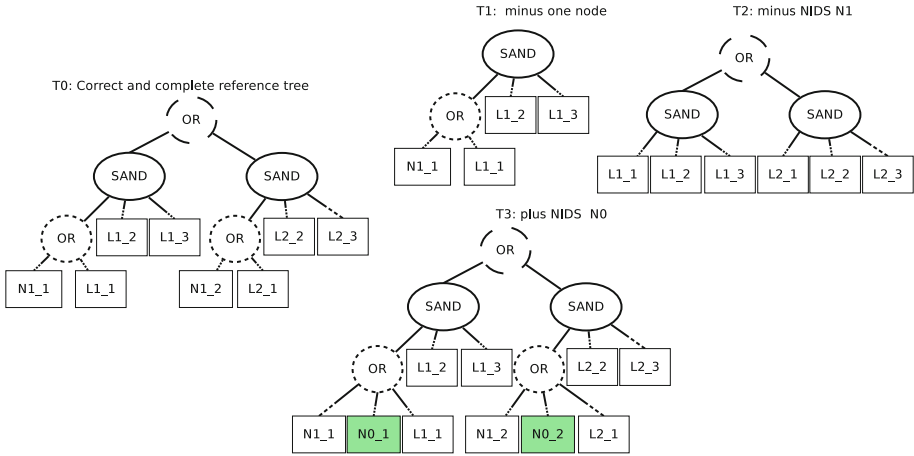 T0: Correct and complete reference tree
OR
SAND SAND
OR L1_2 L1_3 OR L2_2 L2_3
N1_1 L1_1 N1_2 L2_1
T1: minus one node
SAND
OR L1_2 L1_3
N1_1 L1_1
T2: minus NIDS N1
OR
SAND SAND
L1_1 L1_2 L1_3 L2_1 L2_2 L2_3
T3: plus NIDS N0
OR
SAND SAND
OR L1_2 L1_3 OR L2_2 L2_3
N1_1 N0_1 L1_1 N1_2 N0_2 L2_1